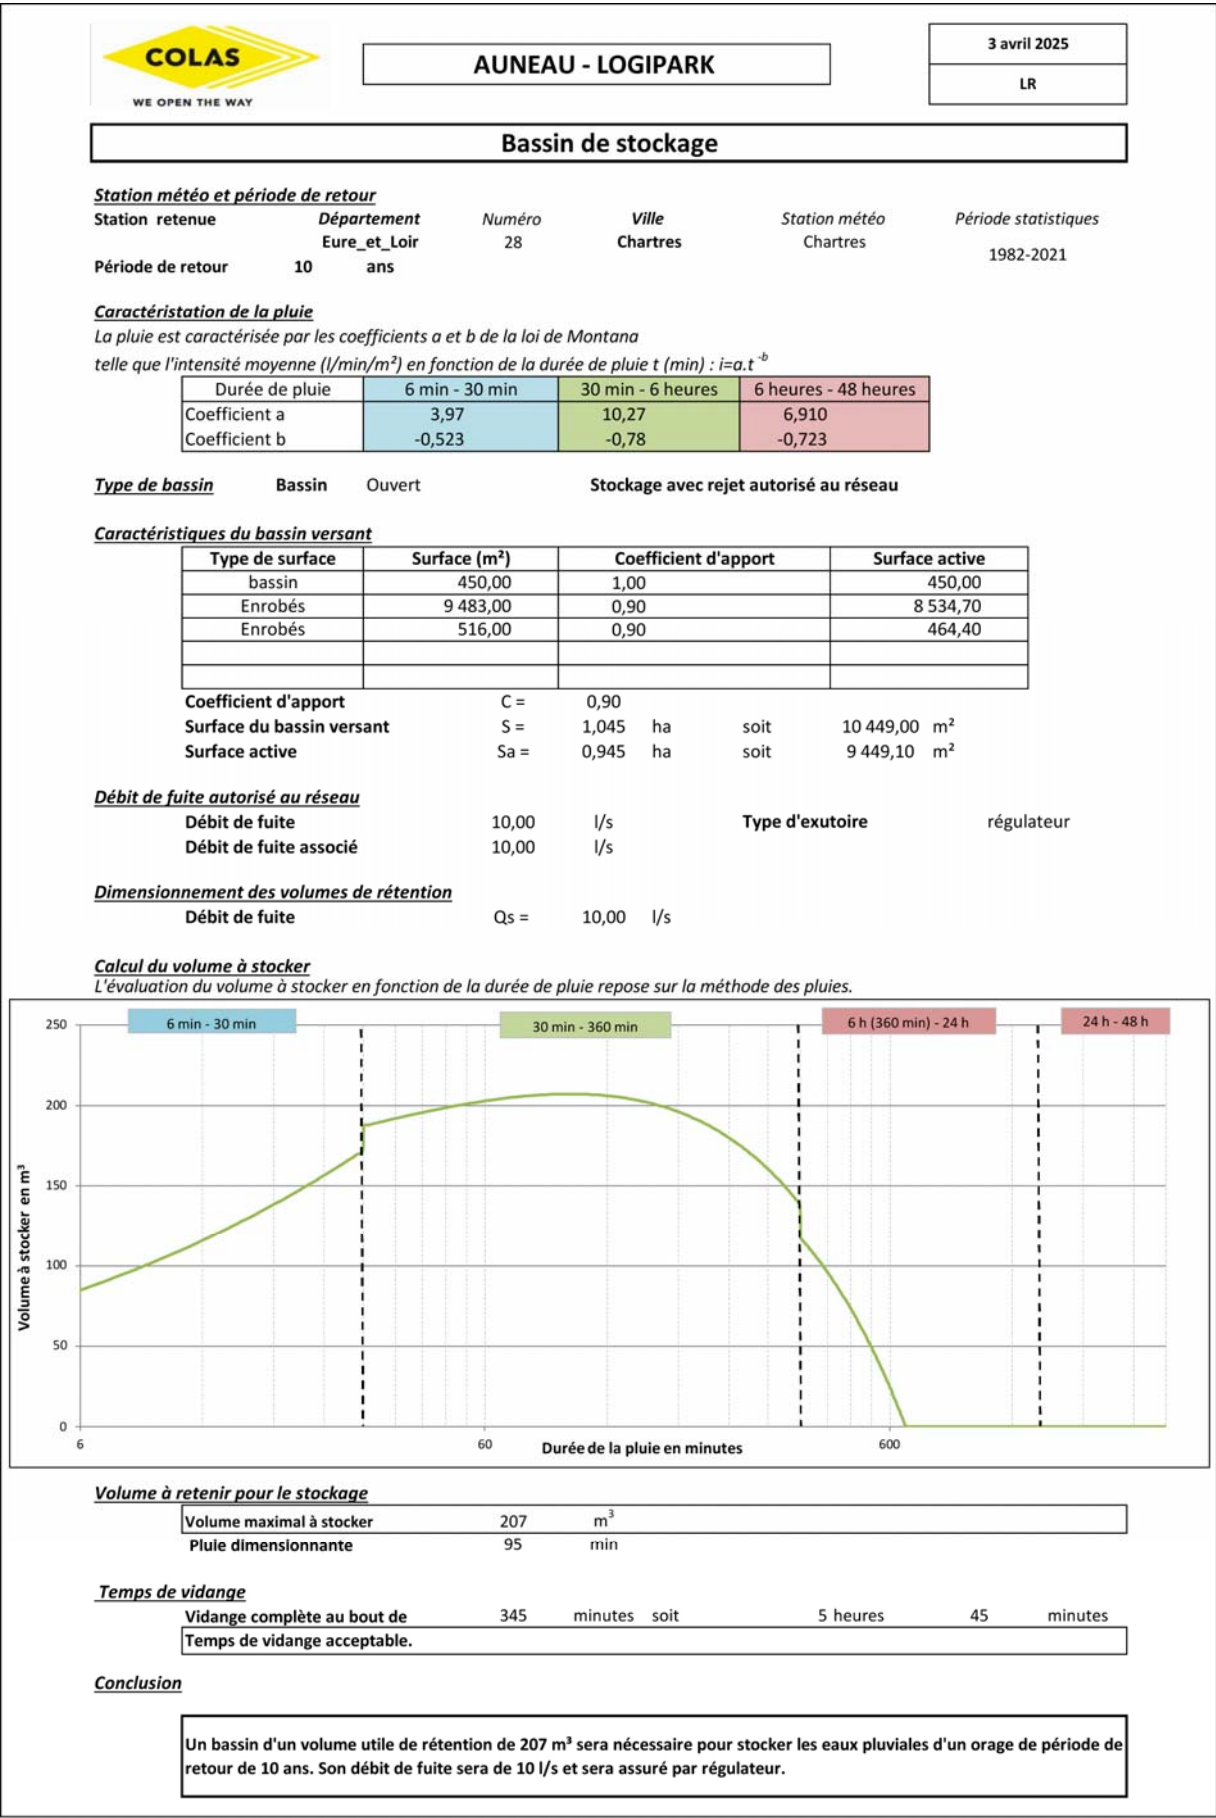 COLAS
WE OPEN THE WAY
AUNEAU - LOGIPARK
3 avril 2025
LR
Bassin de stockage
Station météo et période de retour
Station retenue Département Numéro Ville Station météo Période statistiques
Eure_et_Loir 28 Chartres Chartres 1982-2021
Période de retour 10 ans
Caractéristation de la pluie
La pluie est caractérisée par les coefficients a et b de la loi de Montana
telle que l'intensité moyenne (l/min/m²) en fonction de la durée de pluie t (min) : i=a.t -b
Durée de pluie 6 min - 30 min 30 min - 6 heures 6 heures - 48 heures
Coefficient a 3,97 10,27 6,910
Coefficient b -0,523 -0,78 -0,723
Type de bassin Bassin Ouvert Stockage avec rejet autorisé au réseau
Caractéristiques du bassin versant
Type de surface Surface (m²) Coefficient d'apport Surface active
bassin 450,00 1,00 450,00
Enrobés 9 483,00 0,90 8 534,70
Enrobés 516,00 0,90 464,40
Coefficient d'apport C = 0,90
Surface du bassin versant S = 1,045 ha soit 10 449,00 m²
Surface active Sa = 0,945 ha soit 9 449,10 m²
Débit de fuite autorisé au réseau
Débit de fuite 10,00 l/s Type d'exutoire régulateur
Débit de fuite associé 10,00 l/s
Dimensionnement des volumes de rétention
Débit de fuite Qs = 10,00 l/s
Calcul du volume à stocker
L'évaluation du volume à stocker en fonction de la durée de pluie repose sur la méthode des pluies.
6 min - 30 min 30 min - 360 min 6 h (360 min) - 24 h 24 h - 48 h
250
200
150
100
50
0
Volume à stocker en m³
6 60 600
Durée de la pluie en minutes
Volume à retenir pour le stockage
Volume maximal à stocker 207 m³
Pluie dimensionnante 95 min
Temps de vidange
Vidange complète au bout de 345 minutes soit 5 heures 45 minutes
Temps de vidange acceptable.
Conclusion
Un bassin d'un volume utile de rétention de 207 m³ sera nécessaire pour stocker les eaux pluviales d'un orage de période de
retour de 10 ans. Son débit de fuite sera de 10 l/s et sera assuré par régulateur.